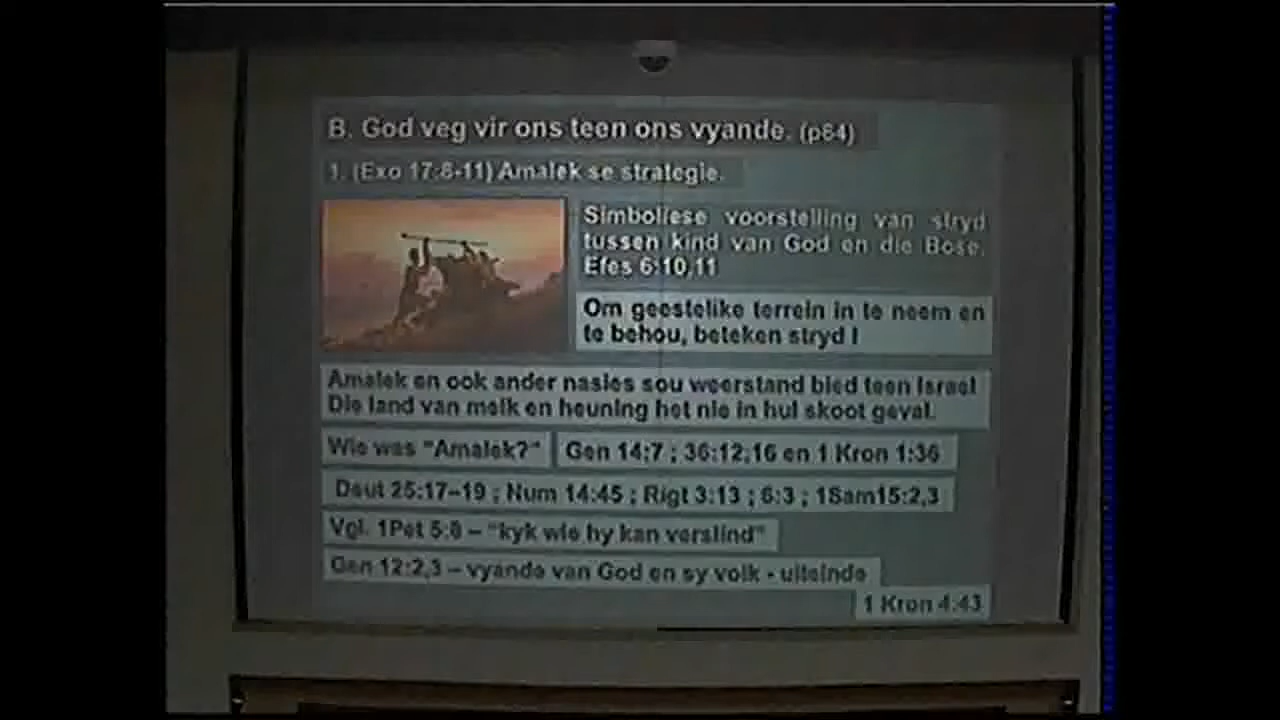 B. God veg vir ons teen ons vyande. (p64)
1. (Exo 17:8-11) Amalek se strategie.
Simboliese voorstelling van stryd
tussen kind van God en die Bose.
Efes 6:10,11
Om geestelike terrein in te neem en
te behou, beteken stryd !
Amalek en ook ander nasies sou weerstand bied teen Israel
Die land van melk en heuning het nie in hul skoot geval.
Wie was "Amalek?"
Gen 14:7 ; 36:12,16 en 1 Kron 1:36
Deut 25:17–19 ; Num 14:45 ; Rigt 3:13 ; 6:3 ; 1Sam15:2,3
Vgl. 1Pet 5:8 – "kyk wie hy kan verslind"
Gen 12:2,3 – vyande van God en sy volk - uiteinde
1 Kron 4:43